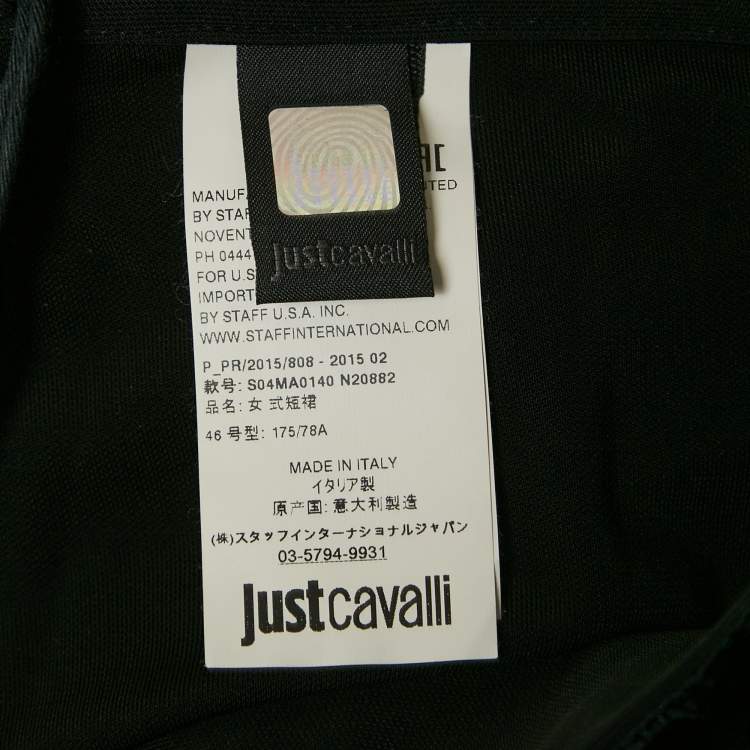 Justcavalli
UTED
BY
PH 0444
FOR U.S
IMPORT
BY STAFF U.S.A. INC.
WWW.STAFFINTERNATIONAL.COM
P_PR/2015/808 - 2015 02
款号: S04MA0140 N20882
品名: 女 式短裙
46 号型: 175/78A
MADE IN ITALY
イタリア製
原产国: 意大利製造
(株)スタッフインターナショナルジャパン
03-5794-9931
Justcavalli